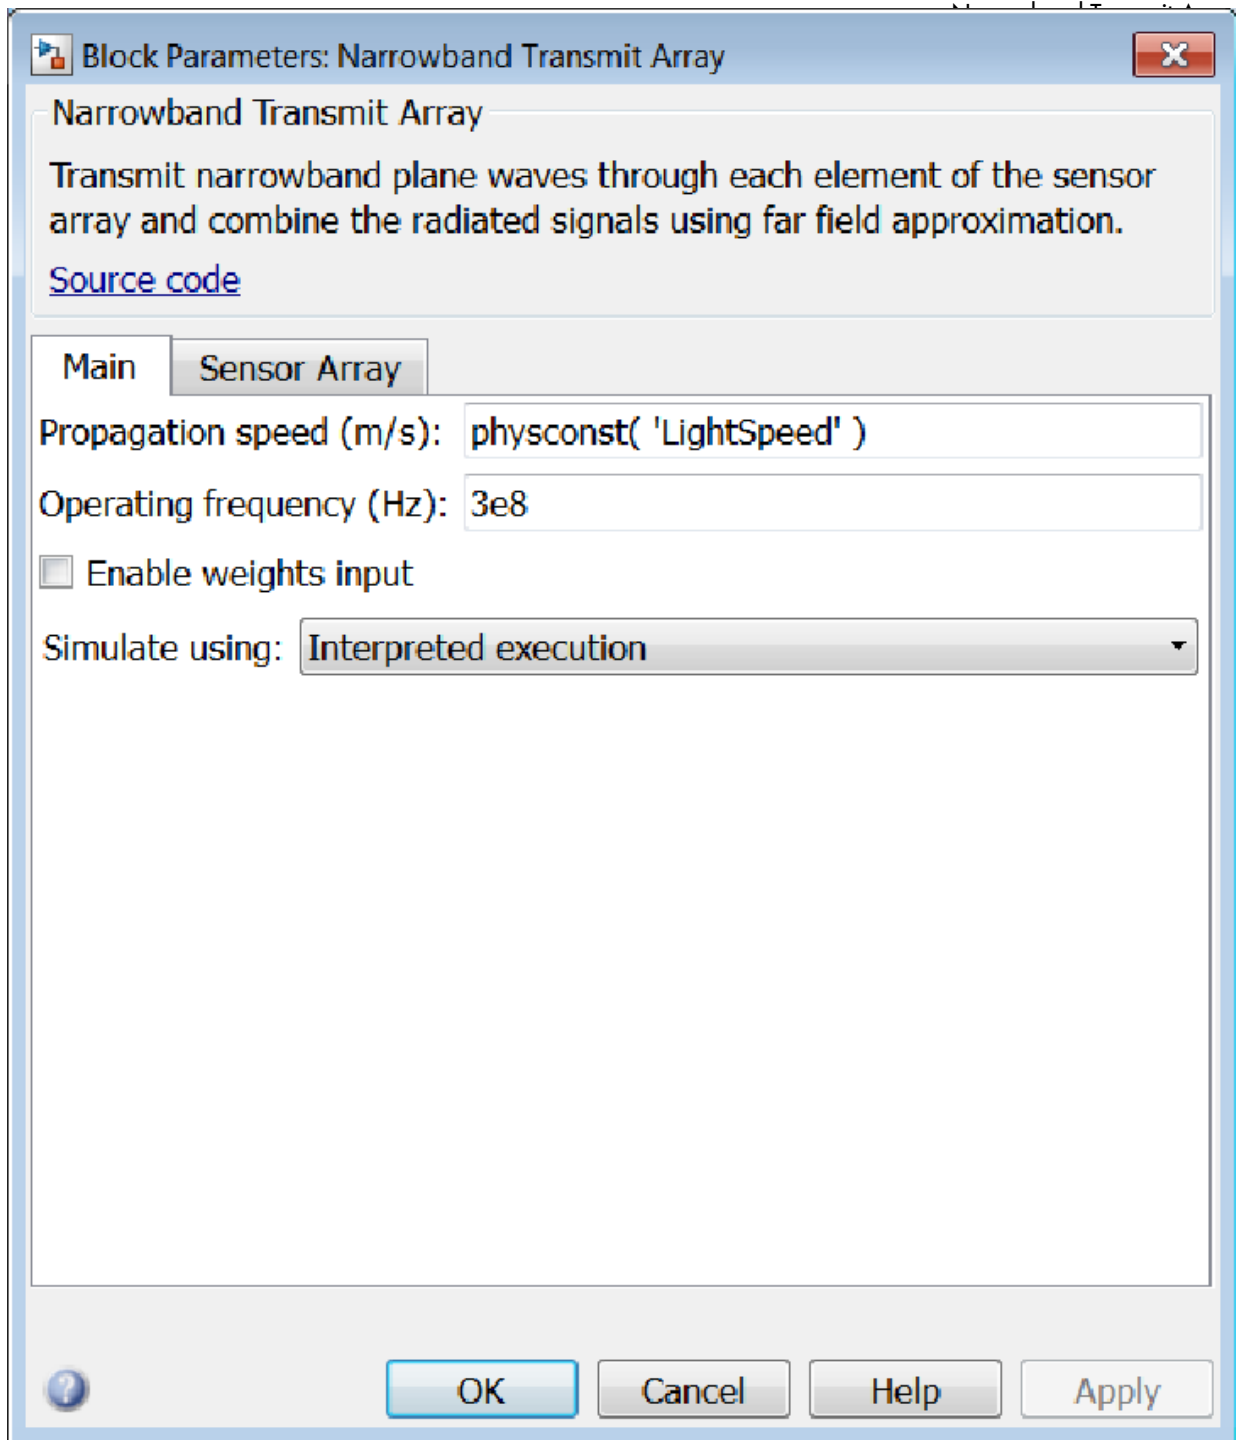 Block Parameters: Narrowband Transmit Array
Narrowband Transmit Array
Transmit narrowband plane waves through each element of the sensor
array and combine the radiated signals using far field approximation.
Source code
Main
Sensor Array
Propagation speed (m/s): physconst( 'LightSpeed' )
Operating frequency (Hz): 3e8
Enable weights input
Simulate using: Interpreted execution
OK Cancel Help Apply